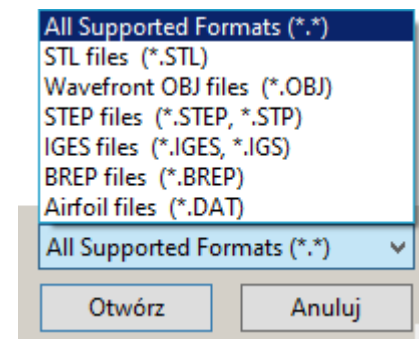 All Supported Formats (*.*)
STL files (*.STL)
Wavefront OBJ files (*.OBJ)
STEP files (*.STEP, *.STP)
IGES files (*.IGES, *.IGS)
BREP files (*.BREP)
Airfoil files (*.DAT)
All Supported Formats (*.*)
Otwórz Anuluj